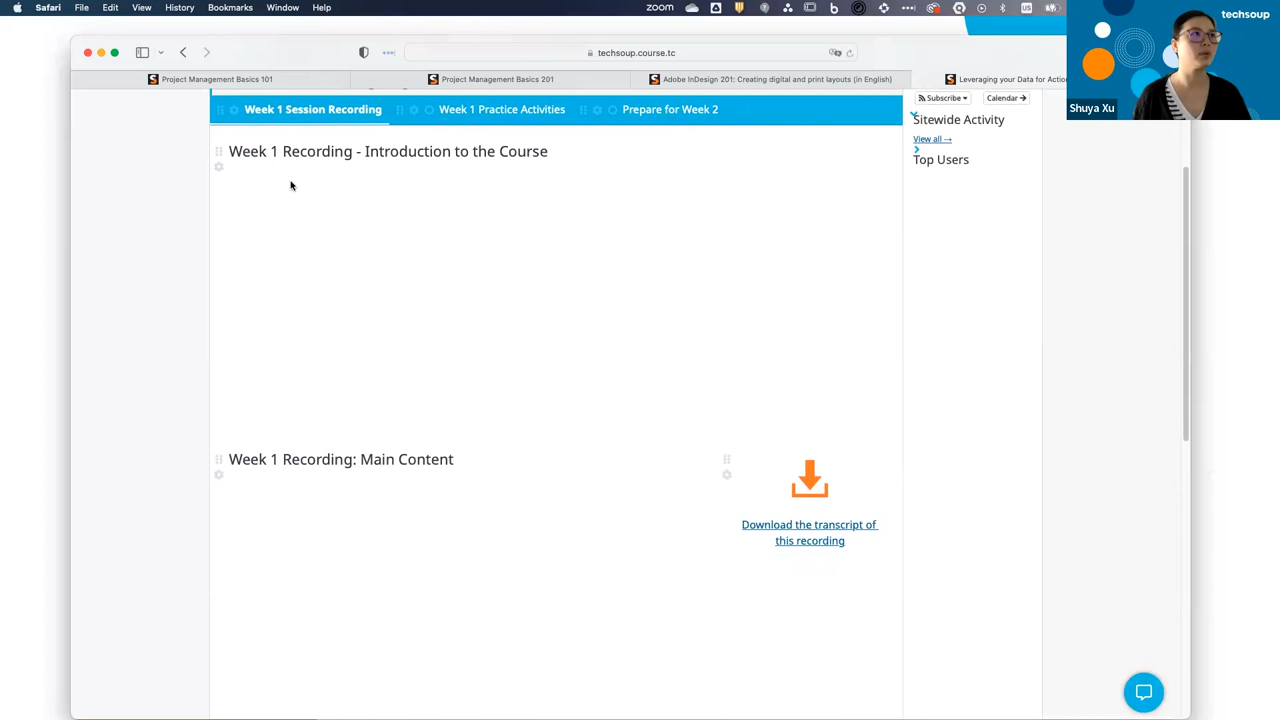 Safari File Edit View History Bookmarks Window Help
zoom
US
techsoup
Shuya Xu
techsoup.course.tc
Project Management Basics 101
Project Management Basics 201
Adobe InDesign 201: Creating digital and print layouts (in English)
Leveraging your Data for Actio
Week 1 Session Recording
Week 1 Practice Activities
Prepare for Week 2
Subscribe
Calendar →
Sitewide Activity
View all →
Top Users
Week 1 Recording - Introduction to the Course
Week 1 Recording: Main Content
Download the transcript of
this recording